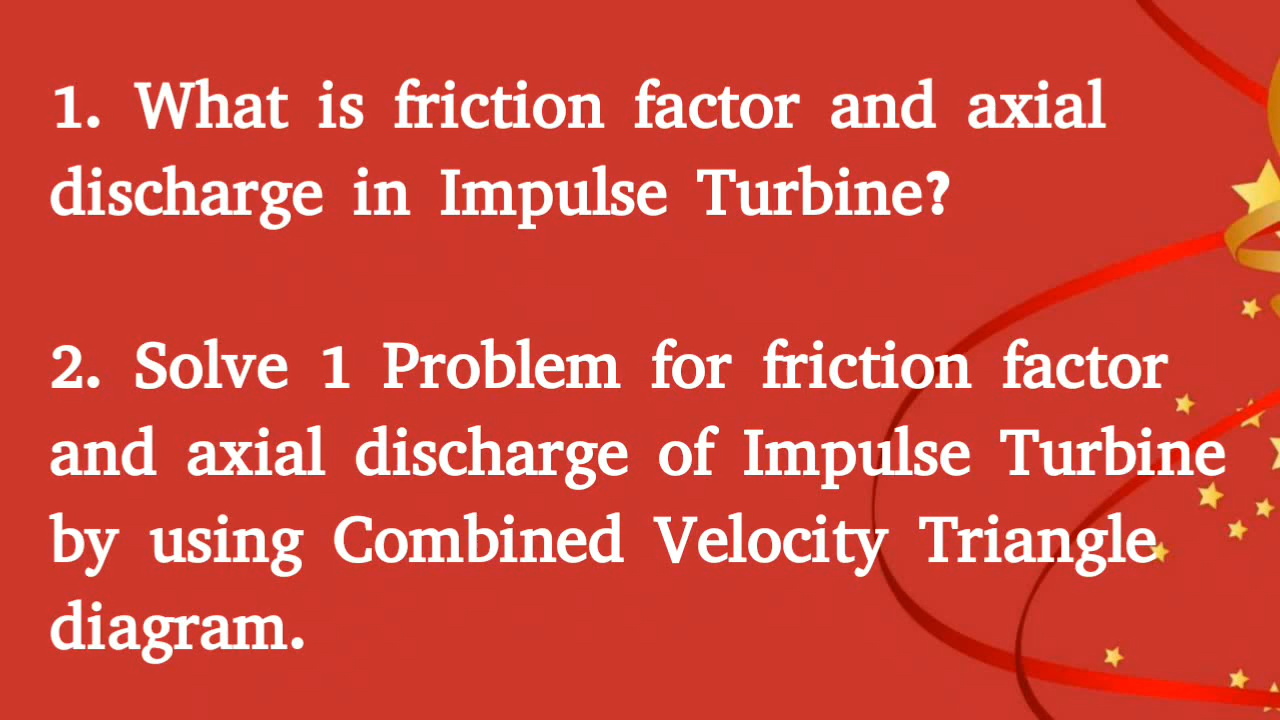 1. What is friction factor and axial
discharge in Impulse Turbine?
2. Solve 1 Problem for friction factor
and axial discharge of Impulse Turbine
by using Combined Velocity Triangle
diagram.